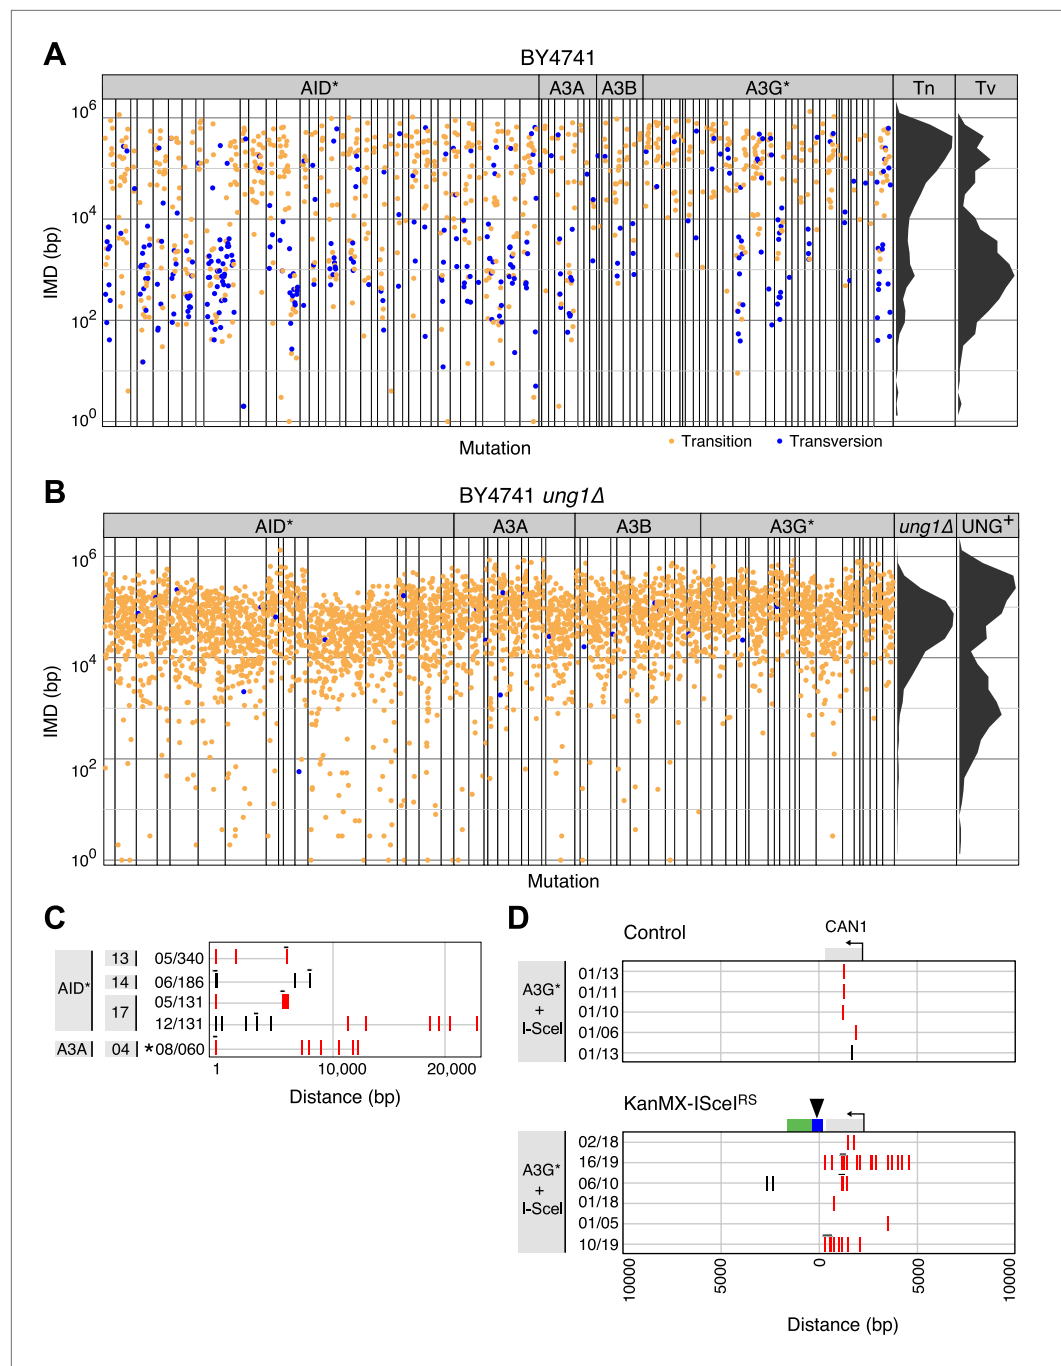 A
BY4741
AID* A3A A3B A3G* Tn Tv
10^6
10^4
10^2
10^0
IMD (bp)
Mutation
Transition Transversion
B
BY4741 ung1Δ
AID* A3A A3B A3G* ung1Δ UNG+
10^6
10^4
10^2
10^0
IMD (bp)
Mutation
C
AID*
13 05/340
14 06/186
17 05/131
12/131
A3A 04 *08/060
1 10,000 20,000
Distance (bp)
D
Control
CAN1
A3G*
+
I-SceI
01/13
01/11
01/10
01/06
01/13
KanMX-ISceI^RS
A3G*
+
I-SceI
02/18
16/19
06/10
01/18
01/05
10/19
10000 5000 0 5000 10000
Distance (bp)